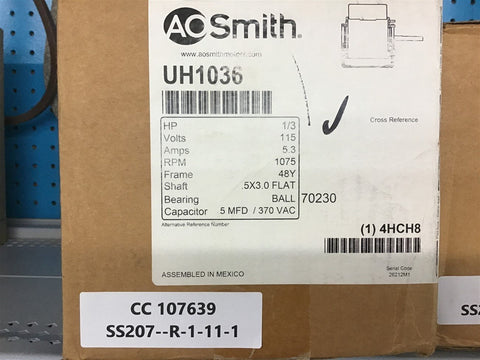 AO Smith.
www.aosmithmotors.com
UH1036
HP 1/3
Volts 115
Amps 5.3
RPM 1075
Frame 48Y
Shaft .5X3.0 FLAT
Bearing BALL
Capacitor 5 MFD / 370 VAC
70230
Cross Reference
Alternative Reference Number
(1) 4HCH8
Serial Code
26212M1
ASSEMBLED IN MEXICO
CC 107639
SS207--R-1-11-1
SS2